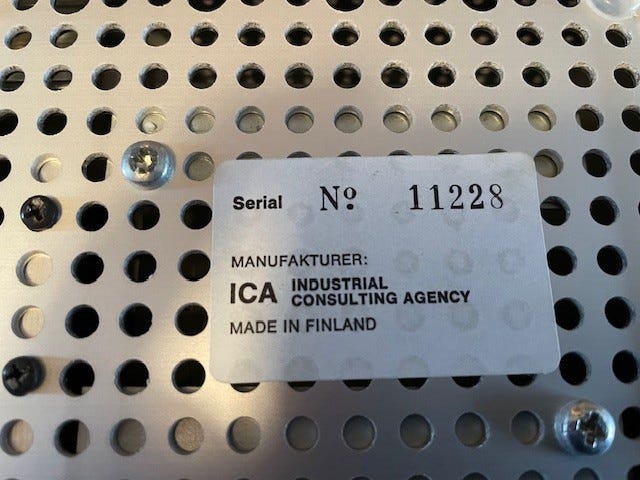 Serial Nº 11228
MANUFAKTURER:
ICA INDUSTRIAL
CONSULTING AGENCY
MADE IN FINLAND